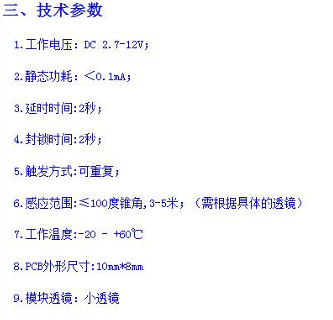 三、技术参数
1.工作电压：DC 2.7-12V；
2.静态功耗：＜0.1mA；
3.延时时间:2秒；
4.封锁时间:2秒；
5.触发方式:可重复；
6.感应范围:≤100度锥角,3-5米；（需根据具体的透镜）
7.工作温度:-20 - +60℃
8.PCB外形尺寸:10mm*8mm
9.模块透镜：小透镜